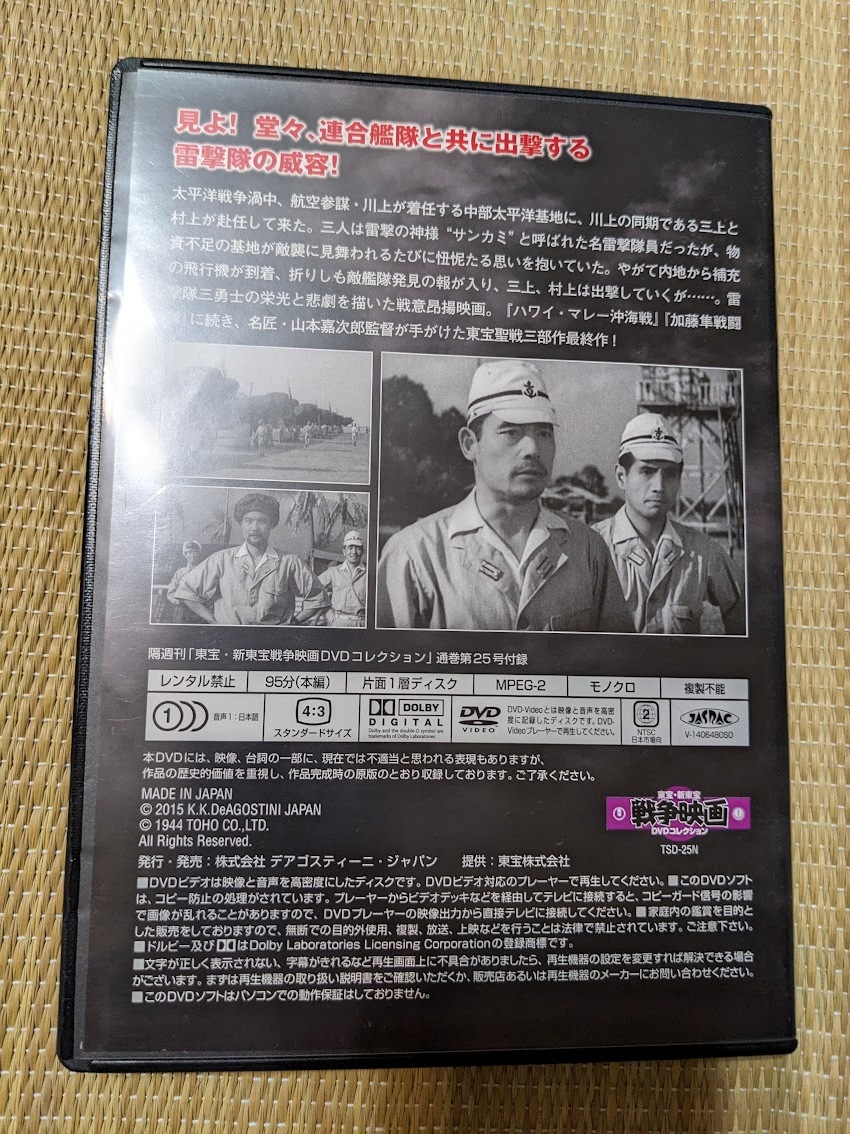 見よ! 堂々、連合艦隊と共に出撃する
雷撃隊の威容!
太平洋戦争渦中、航空参謀・川上が着任する中部太平洋基地に、川上の同期である三上と
村上が赴任して来た。三人は雷撃の神様“サンカミ”と呼ばれた名雷撃隊員だったが、物
資不足の基地が敵襲に見舞われるたびに忸怩たる思いを抱いていた。やがて内地から補充
の飛行機が到着、折りしも敵艦隊発見の報が入り、三上、村上は出撃していくが……。雷
撃隊三勇士の栄光と悲劇を描いた戦意昂揚映画。『ハワイ・マレー沖海戦』『加藤隼戦闘
』に続き、名匠・山本嘉次郎監督が手がけた東宝聖戦三部作最終作!
隔週刊「東宝・新東宝戦争映画DVDコレクション」通巻第25号付録
レンタル禁止 95分(本編) 片面1層ディスク MPEG-2 モノクロ 複製不能
1 音声1:日本語
4:3
スタンダードサイズ
DOLBY
DIGITAL
Dolby and the double-D symbol are
trademarks of Dolby Laboratories
DVD
VIDEO
DVD-Videoとは映像と音声を高密
度に記録したディスクです。DVD-
Videoプレーヤーで再生してください。
2
NTSC
日本市場向
JASRAC
V-1406480S0
本DVDには、映像、台詞の一部に、現在では不適当と思われる表現もありますが、
作品の歴史的価値を重視し、作品完成時の原版のとおり収録しております。ご了承ください。
MADE IN JAPAN
© 2015 K.K.DeAGOSTINI JAPAN
© 1944 TOHO CO.,LTD.
All Rights Reserved.
東宝・新東宝
戦争映画
DVDコレクション
TSD-25N
発行・発売:株式会社 デアゴスティーニ・ジャパン 提供:東宝株式会社
■DVDビデオは映像と音声を高密度にしたディスクです。DVDビデオ対応のプレーヤーで再生してください。■このDVDソフト
は、コピー防止の処理がされています。プレーヤーからビデオデッキなどを経由してテレビに接続すると、コピーガード信号の影響
で画像が乱れることがありますので、DVDプレーヤーの映像出力から直接テレビに接続してください。■家庭内の鑑賞を目的と
した販売をしておりますので、無断での目的外使用、複製、放送、上映などを行うことは法律で禁止されています。ご注意下さい。
■ドルビー及びDDはDolby Laboratories Licensing Corporationの登録商標です。
■文字が正しく表示されない、字幕がきれるなど再生画面上に不具合がありましたら、再生機器の設定を変更すれば解決できる場合
がございます。まずは再生機器の取り扱い説明書をご確認いただくか、販売店あるいは再生機器のメーカーにお問い合わせください。
■このDVDソフトはパソコンでの動作保証はしておりません。